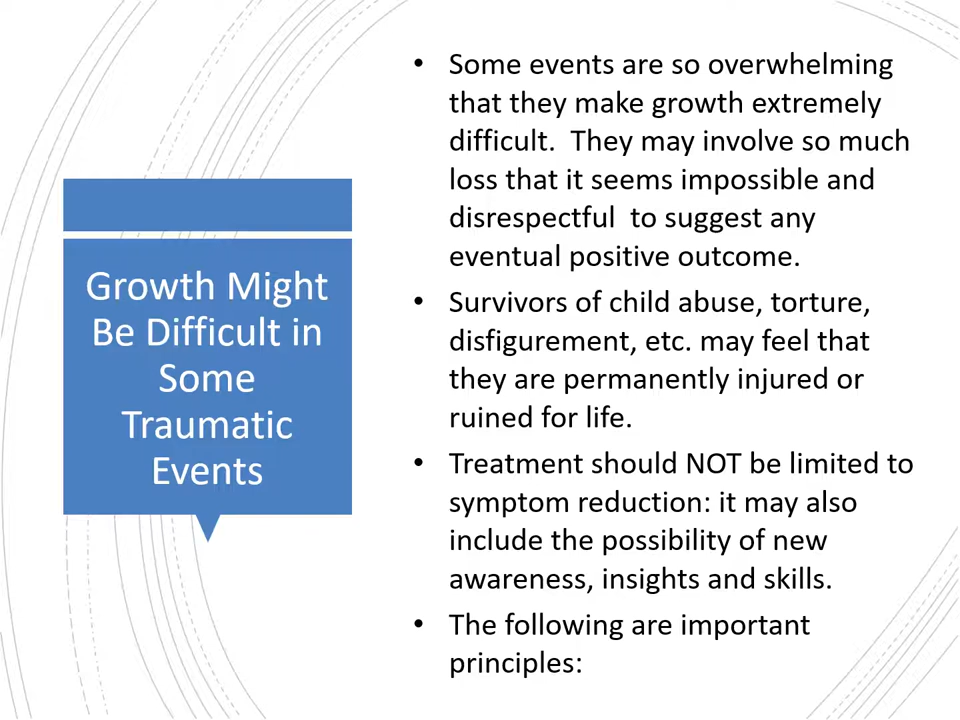 Growth Might
Be Difficult in
Some
Traumatic
Events
• Some events are so overwhelming
that they make growth extremely
difficult.  They may involve so much
loss that it seems impossible and
disrespectful  to suggest any
eventual positive outcome.
• Survivors of child abuse, torture,
disfigurement, etc. may feel that
they are permanently injured or
ruined for life.
• Treatment should NOT be limited to
symptom reduction: it may also
include the possibility of new
awareness, insights and skills.
• The following are important
principles: